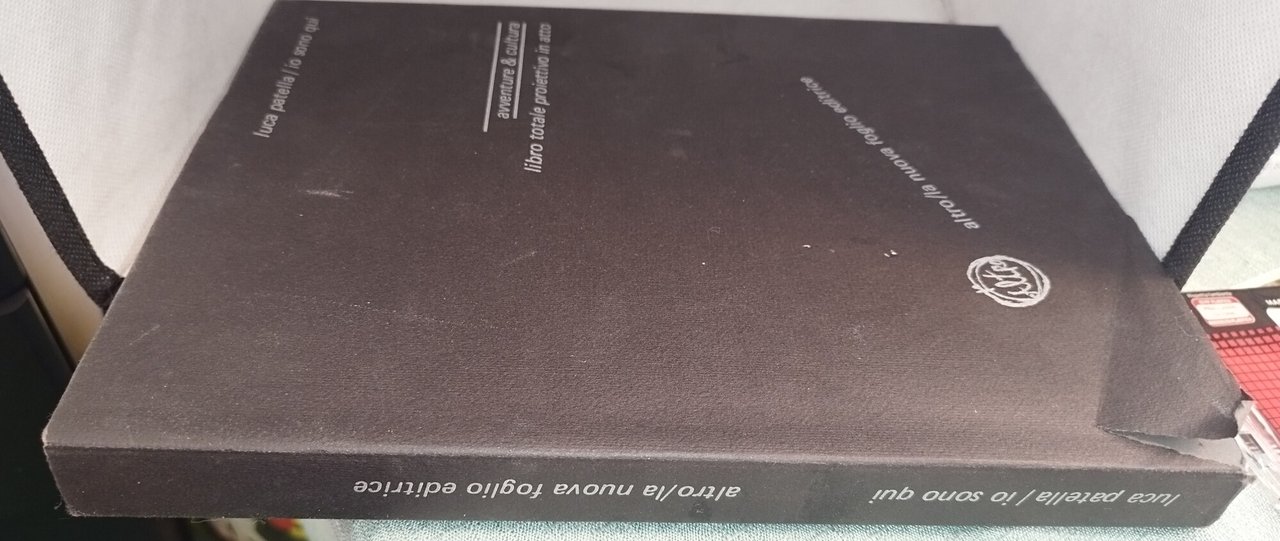 luca patella / io sono qui
avventure & cultura
libro totale proiettivo in atto
altro/la nuova foglio editrice
altro
luca patella / io sono qui
altro/la nuova foglio editrice